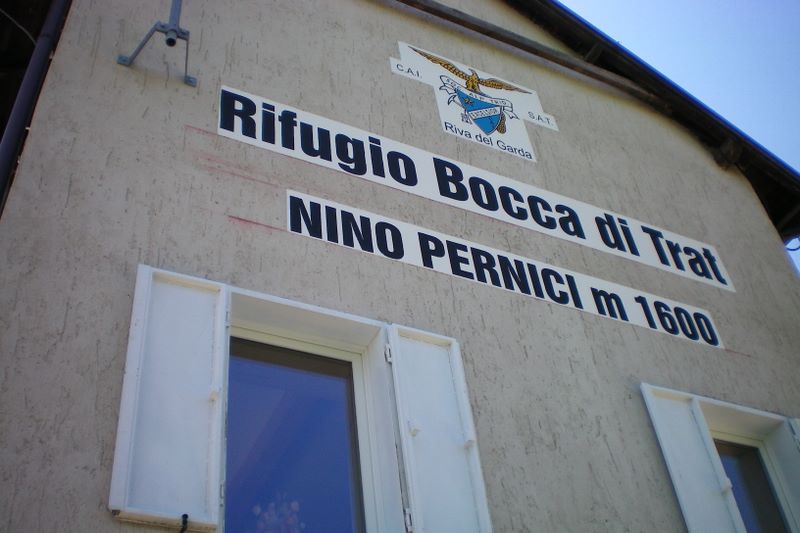 C.A.I.
S.A.T.
Riva del Garda
Rifugio Bocca di Trat
NINO PERNICI m 1600